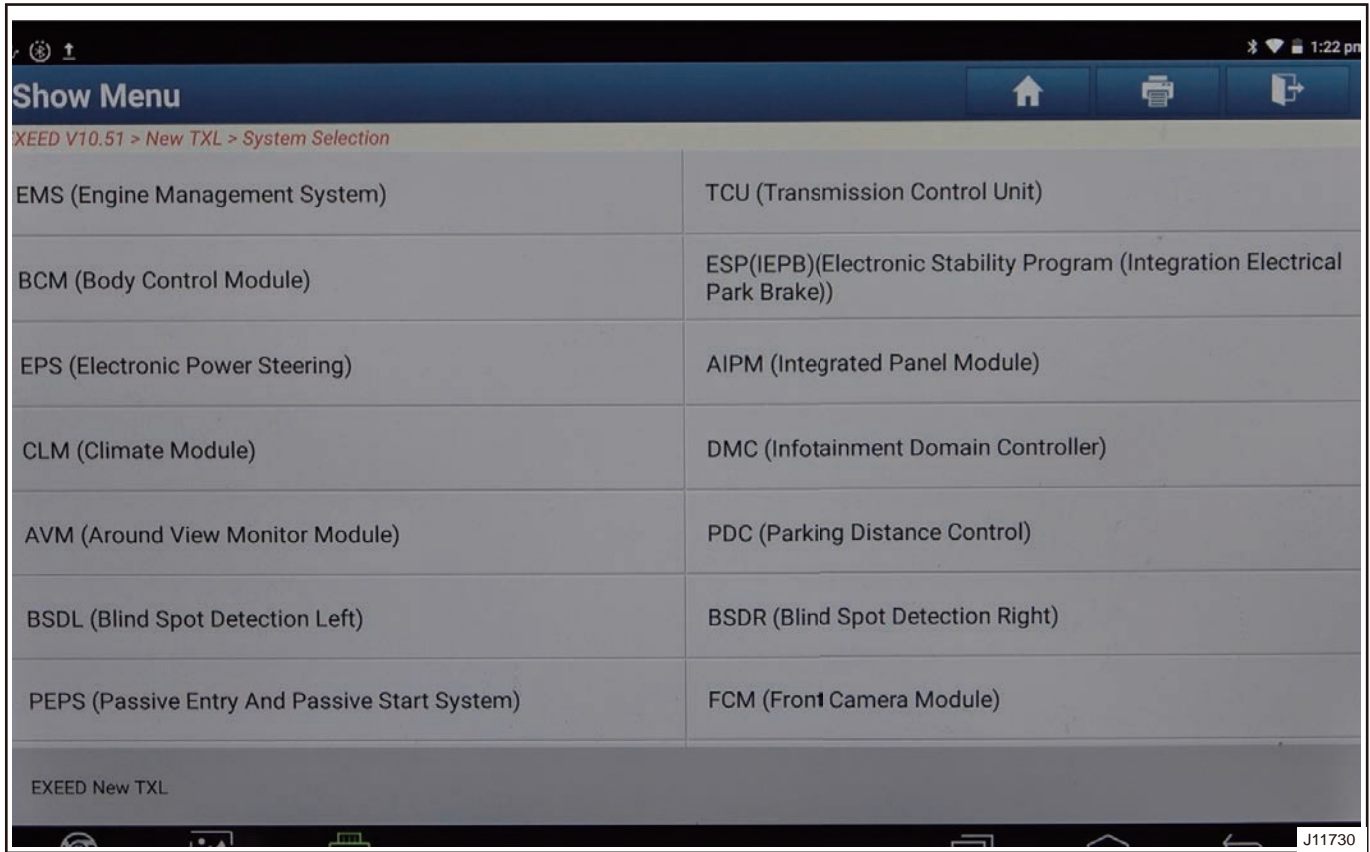 1:22 pm
Show Menu
XEED V10.51 > New TXL > System Selection
EMS (Engine Management System)
TCU (Transmission Control Unit)
BCM (Body Control Module)
ESP(IEPB)(Electronic Stability Program (Integration Electrical
Park Brake))
EPS (Electronic Power Steering)
AIPM (Integrated Panel Module)
CLM (Climate Module)
DMC (Infotainment Domain Controller)
AVM (Around View Monitor Module)
PDC (Parking Distance Control)
BSDL (Blind Spot Detection Left)
BSDR (Blind Spot Detection Right)
PEPS (Passive Entry And Passive Start System)
FCM (Front Camera Module)
EXEED New TXL
J11730